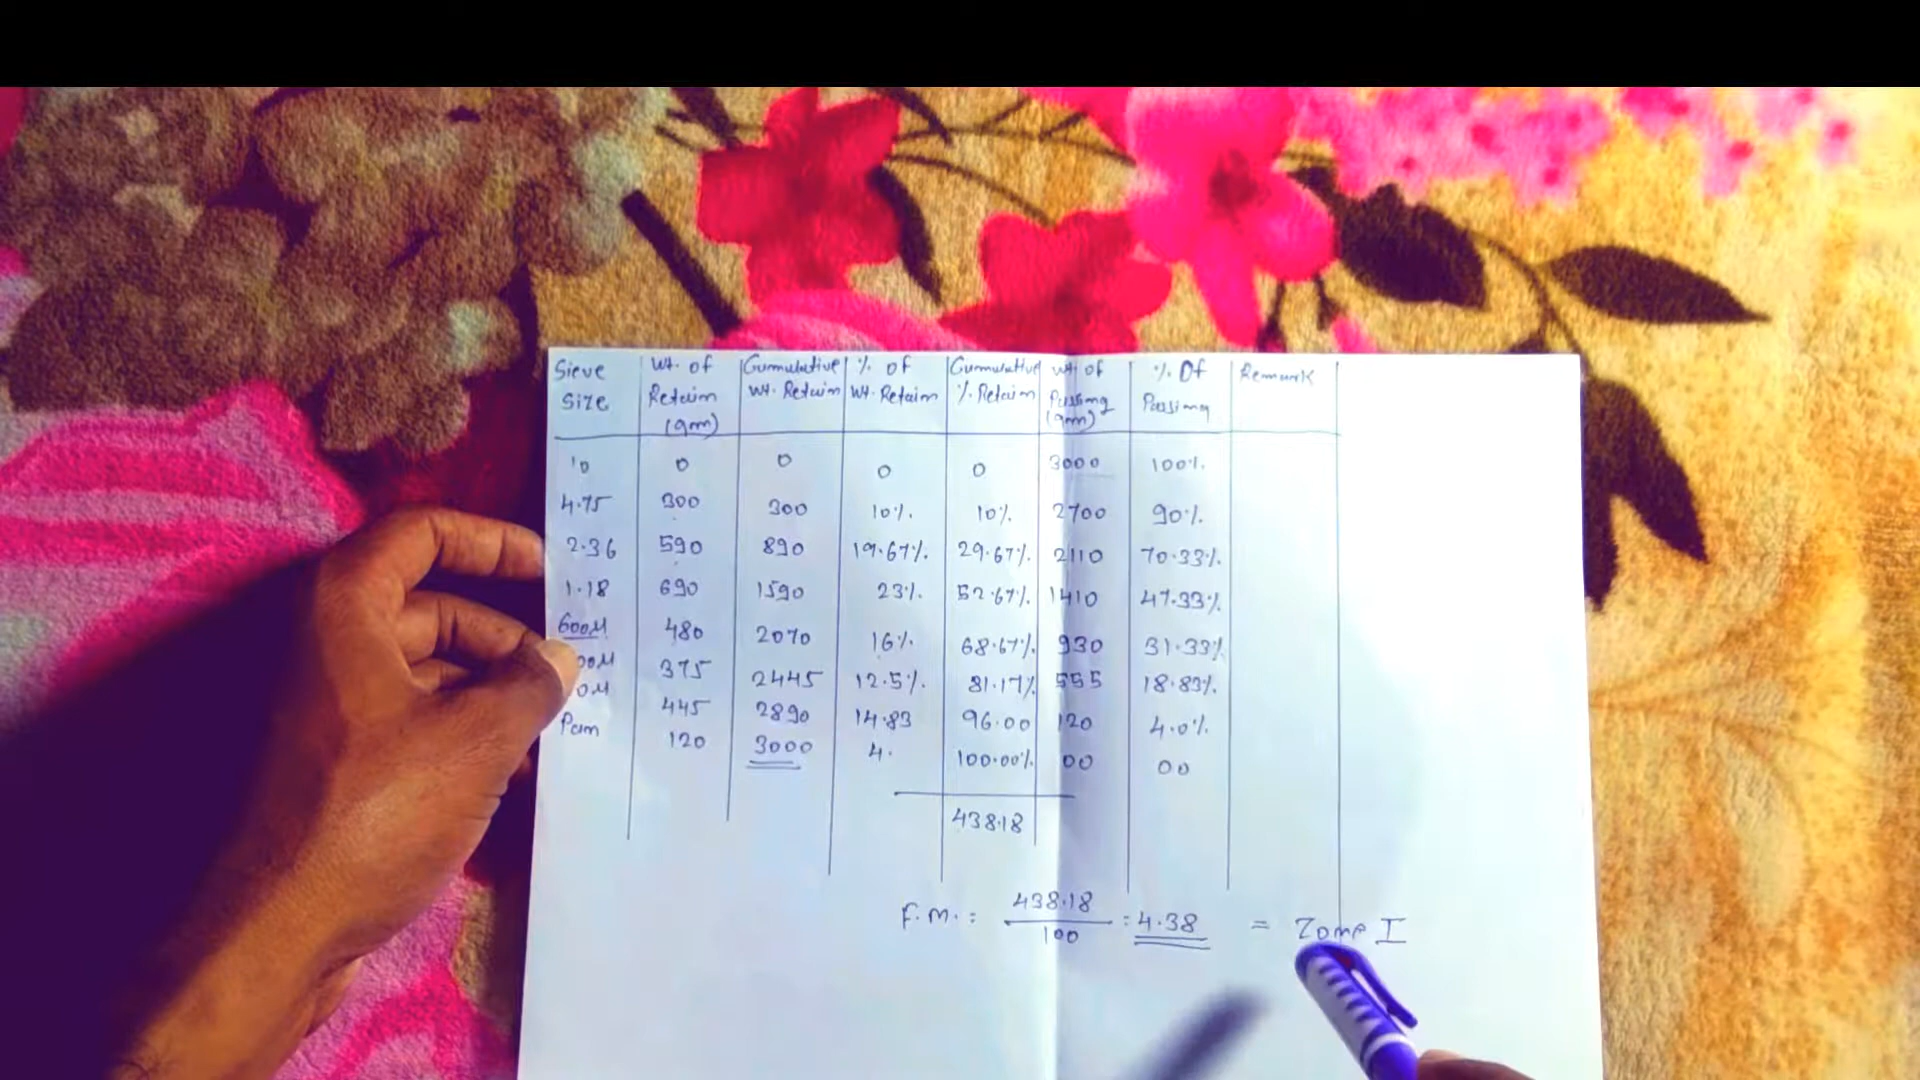 Sieve Size | Wt. of Retain (gm) | Cumulative Wt. Retain | % of Wt. Retain | Cumulative % Retain | Wt. of Passing (gm) | % Of Passing | Remark
10 | 0 | 0 | 0 | 0 | 3000 | 100%
4.75 | 300 | 300 | 10% | 10% | 2700 | 90%
2.36 | 590 | 890 | 19.67% | 29.67% | 2110 | 70.33%
1.18 | 690 | 1590 | 23% | 52.67% | 1410 | 47.33%
600M | 480 | 2070 | 16% | 68.67% | 930 | 31.33%
00M | 375 | 2445 | 12.5% | 81.17% | 555 | 18.83%
0M | 445 | 2890 | 14.83 | 96.00 | 120 | 4.0%
Pan | 120 | 3000 | 4. | 100.00% | 00 | 00
438.18
F.M. = 438.18 / 100 = 4.38 = Zone I